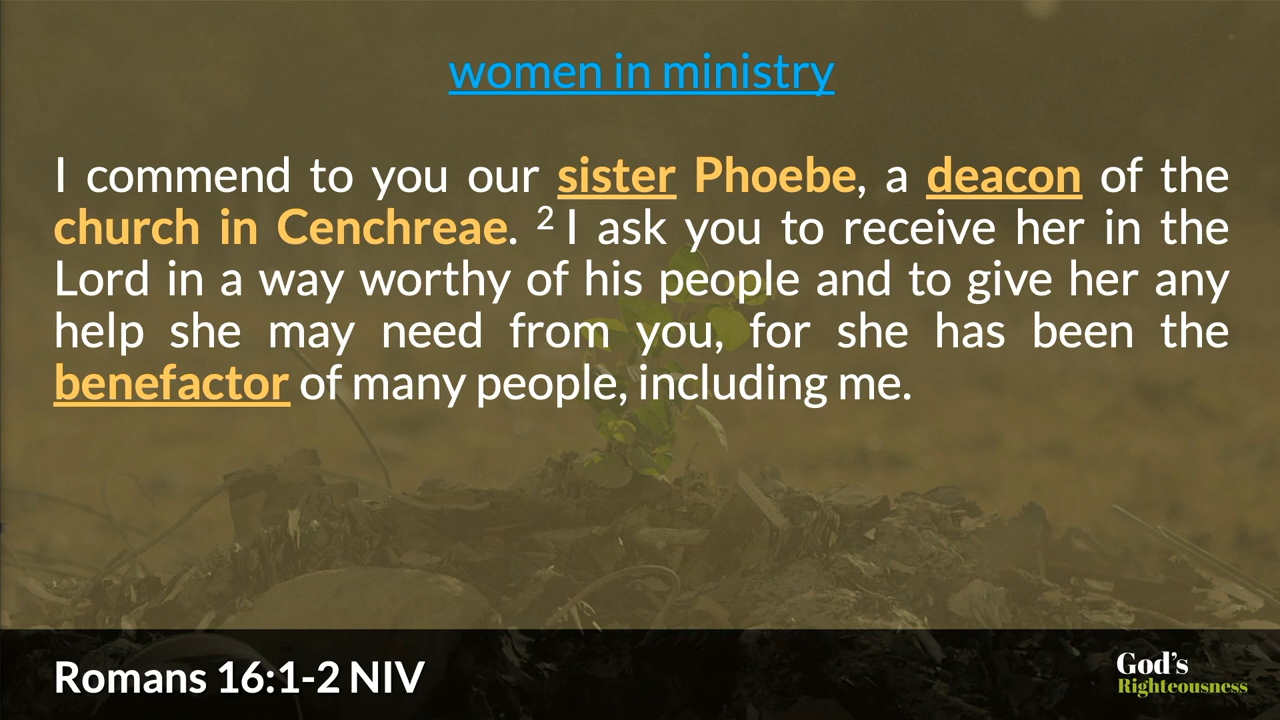 women in ministry
I commend to you our sister Phoebe, a deacon of the
church in Cenchreae. 2 I ask you to receive her in the
Lord in a way worthy of his people and to give her any
help she may need from you, for she has been the
benefactor of many people, including me.
Romans 16:1-2 NIV
God's
Righteousness